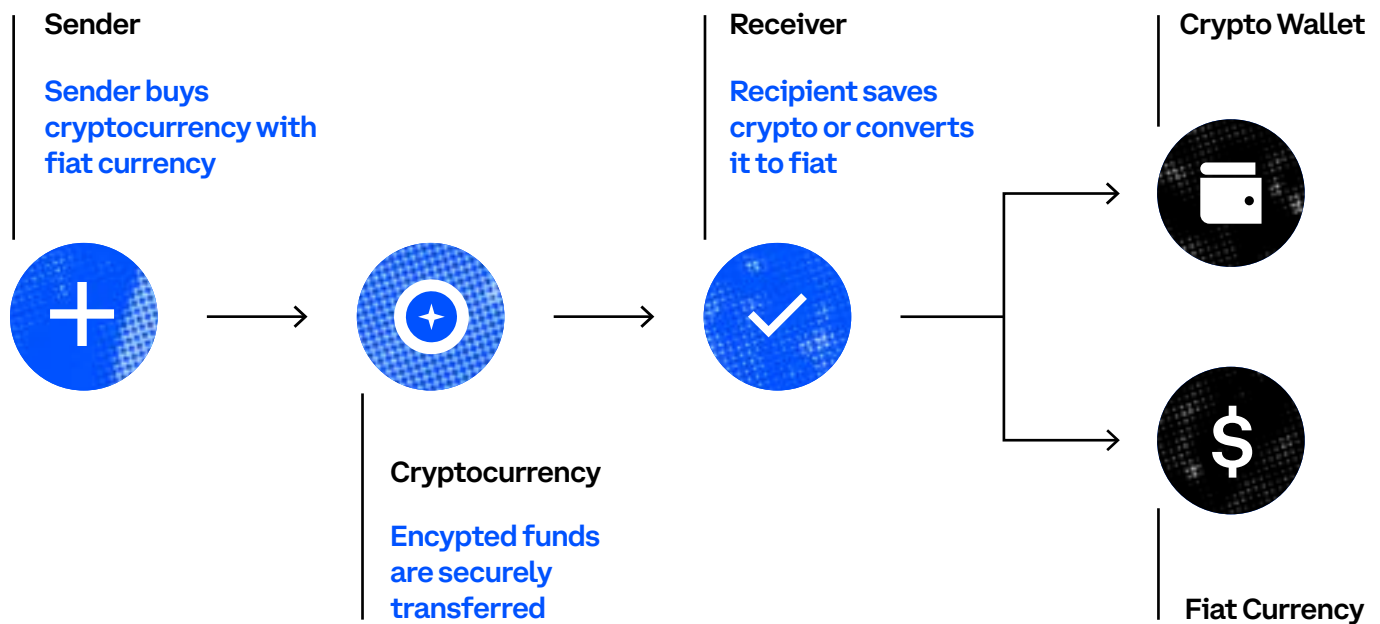 Sender
Sender buys
cryptocurrency with
fiat currency
Receiver
Recipient saves
crypto or converts
it to fiat
Crypto Wallet
$
Cryptocurrency
Encypted funds
are securely
transferred
Fiat Currency